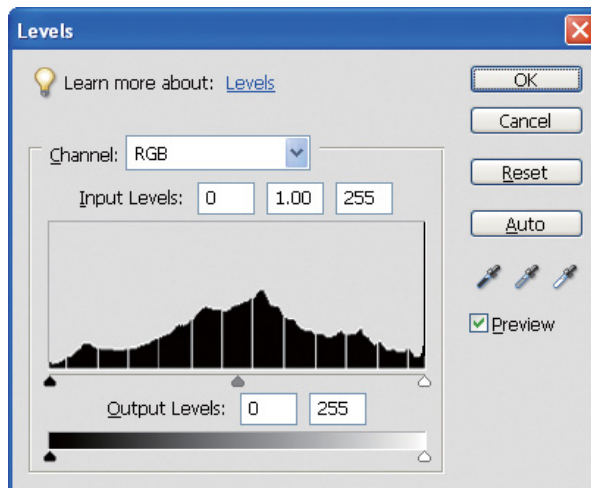 Levels
Learn more about: Levels
OK
Cancel
Channel: RGB
Reset
Input Levels: 0 1.00 255
Auto
Preview
Output Levels: 0 255